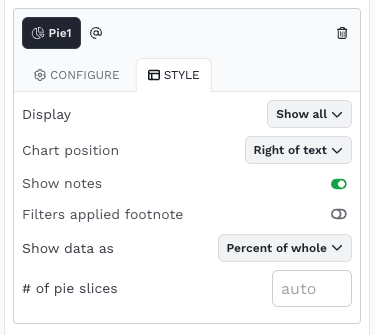 Pie1 @
CONFIGURE STYLE
Display Show all
Chart position Right of text
Show notes
Filters applied footnote
Show data as Percent of whole
# of pie slices auto